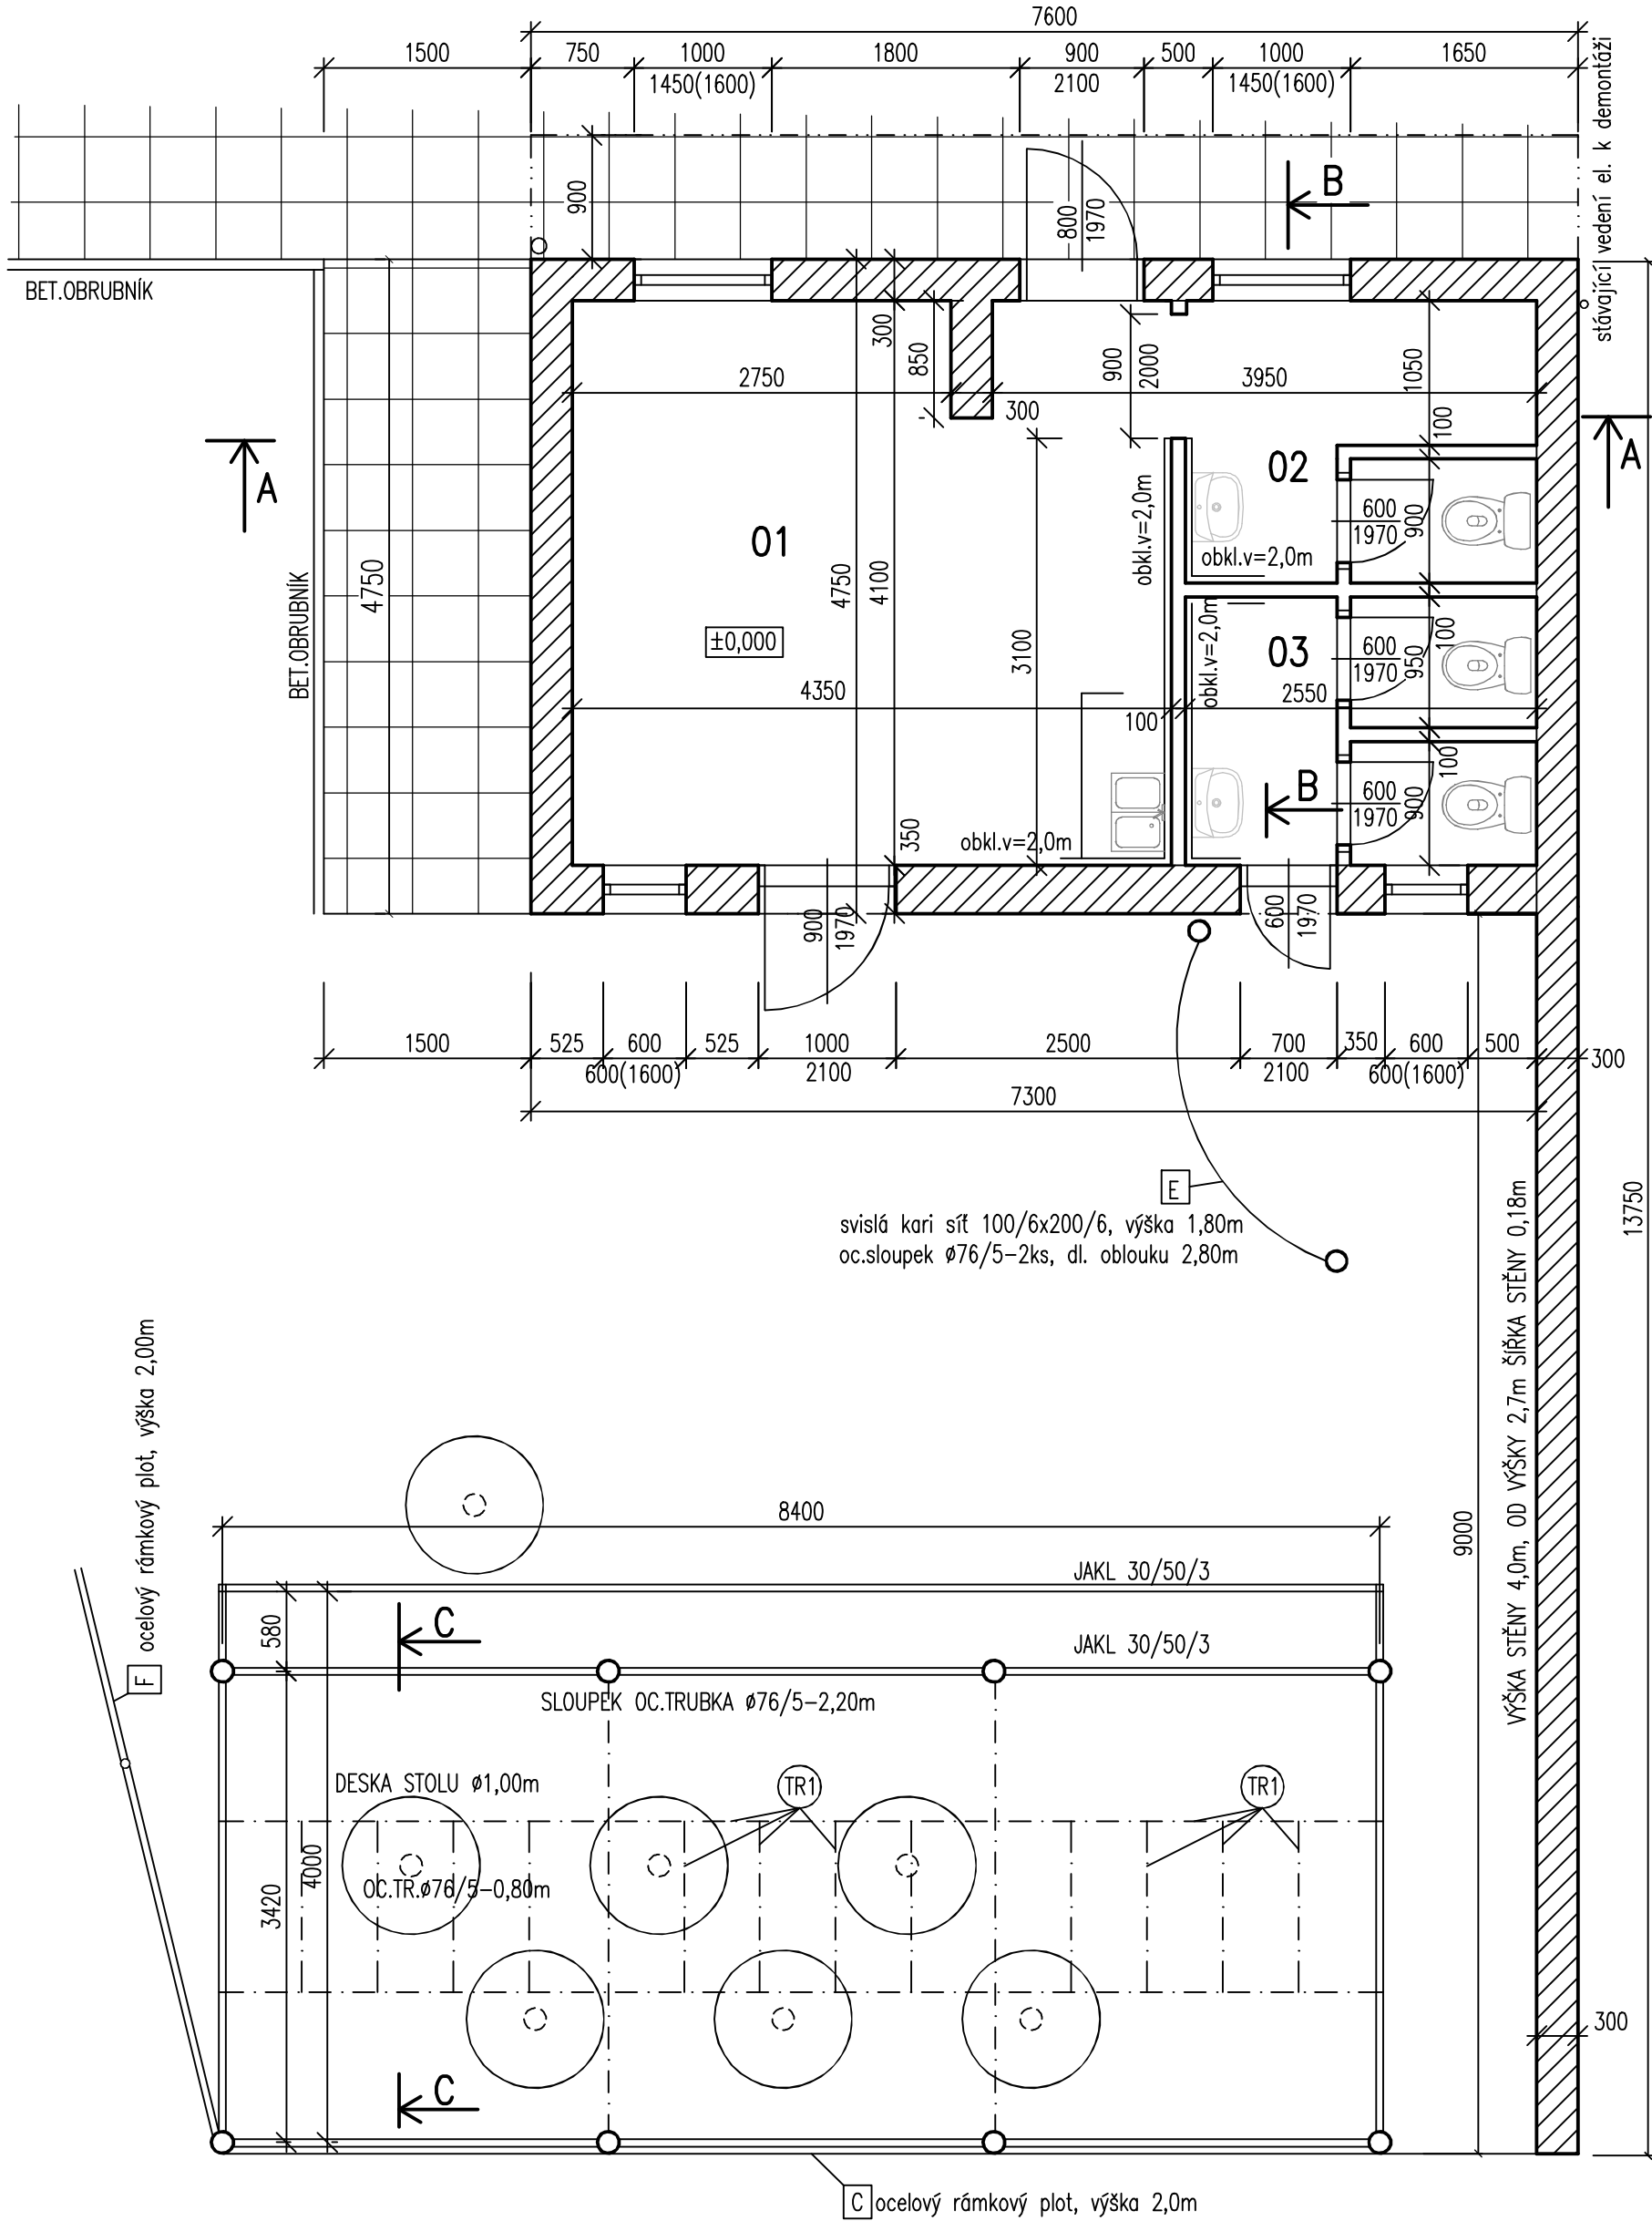 7600
1500
750
1000
1450(1600)
1800
900
2100
500
1000
1450(1600)
1650
stávající vedení el. k demontáži
900
800
1970
B
BET.OBRUBNÍK
300
850
900
2000
1050
2750
3950
300
100
A
A
02
01
obkl.v=2,0m
obkl.v=2,0m
600
1970
900
4750
BET.OBRUBNÍK
4750
4100
±0,000
3100
obkl.v=2,0m
03
600
1970
950
100
4350
100
2550
100
B
600
1970
900
350
obkl.v=2,0m
900
1970
600
1970
1500
525
600
600(1600)
525
1000
2100
2500
700
2100
350
600
600(1600)
500
300
7300
E
svislá kari síť 100/6x200/6, výška 1,80m
oc.sloupek ø76/5-2ks, dl. oblouku 2,80m
13750
VÝŠKA STĚNY 4,0m, OD VÝŠKY 2,7m ŠÍŘKA STĚNY 0,18m
9000
F
ocelový rámkový plot, výška 2,00m
8400
JAKL 30/50/3
580
C
JAKL 30/50/3
SLOUPEK OC.TRUBKA ø76/5-2,20m
DESKA STOLU ø1,00m
TR1
TR1
3420
4000
OC.TR.ø76/5-0,80m
300
C
C ocelový rámkový plot, výška 2,0m